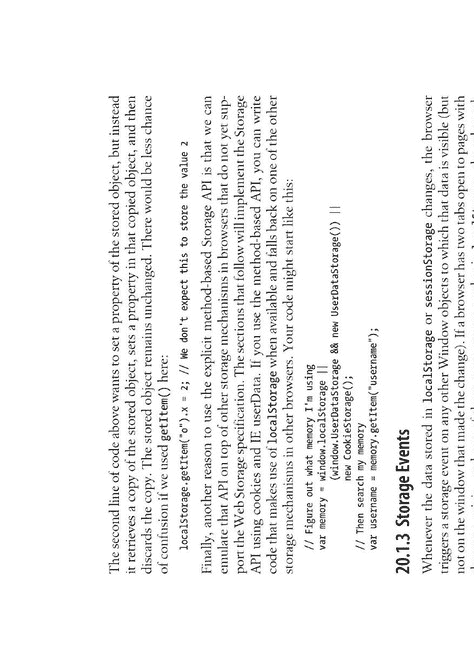 The second line of code above wants to set a property of the stored object, but instead
it retrieves a copy of the stored object, sets a property in that copied object, and then
discards the copy. The stored object remains unchanged. There would be less chance
of confusion if we used getItem() here:
localStorage.getItem("o").x = 2; // We don't expect this to store the value 2
Finally, another reason to use the explicit method-based Storage API is that we can
emulate that API on top of other storage mechanisms in browsers that do not yet sup-
port the Web Storage specification. The sections that follow will implement the Storage
API using cookies and IE userData. If you use the method-based API, you can write
code that makes use of localStorage when available and falls back on one of the other
storage mechanisms in other browsers. Your code might start like this:
// Figure out what memory I'm using
var memory = window.localStorage ||
(window.UserDataStorage && new UserDataStorage()) ||
new CookieStorage();
// Then search my memory
var username = memory.getItem("username");
20.1.3 Storage Events
Whenever the data stored in localStorage or sessionStorage changes, the browser
triggers a storage event on any other Window objects to which that data is visible (but
not on the window that made the change). If a browser has two tabs open to pages with